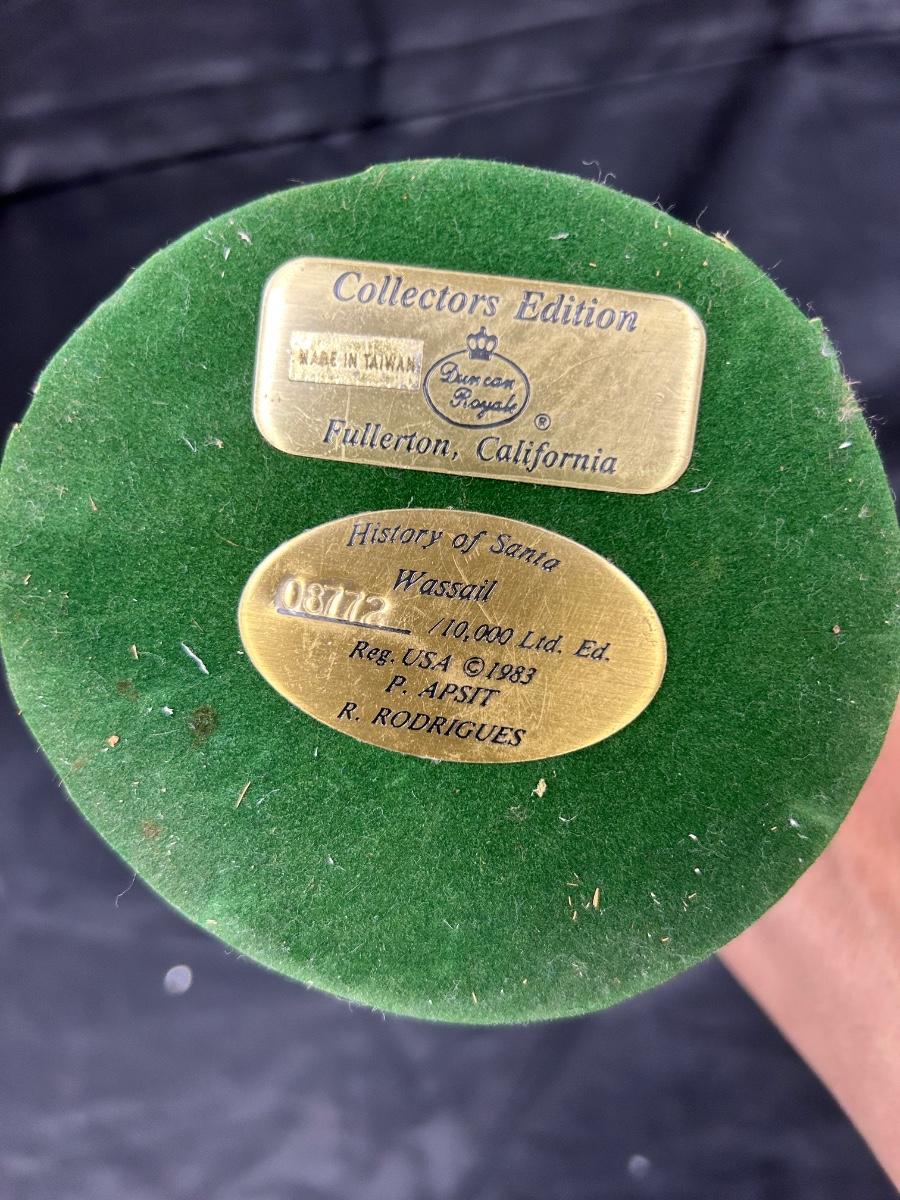 Collectors Edition
MADE IN TAIWAN
Duncan
Royale
®
Fullerton, California
History of Santa
Wassail
08772 /10,000 Ltd. Ed.
Reg. USA ©1983
P. APSIT
R. RODRIGUES